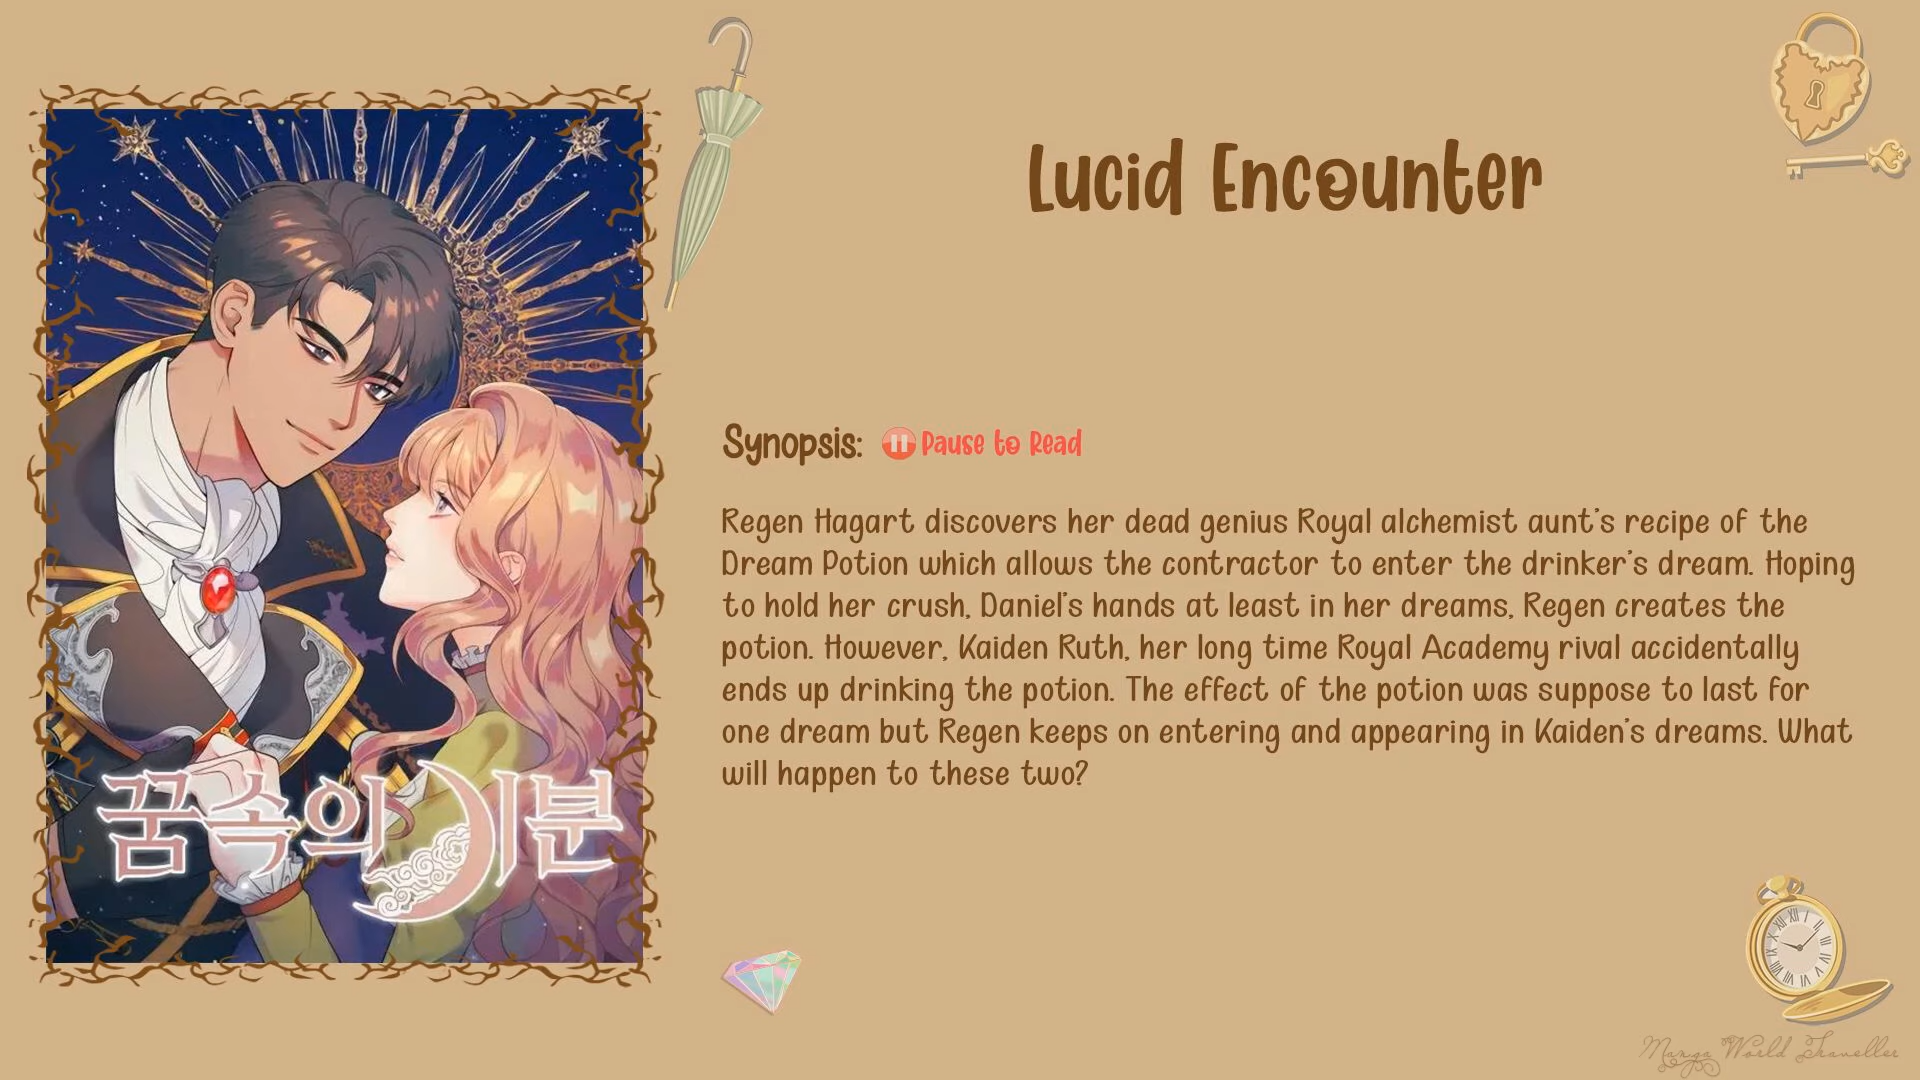 Lucid Encounter
Synopsis: Pause to Read
Regen Hagart discovers her dead genius Royal alchemist aunt's recipe of the
Dream Potion which allows the contractor to enter the drinker's dream. Hoping
to hold her crush, Daniel's hands at least in her dreams, Regen creates the
potion. However, Kaiden Ruth, her long time Royal Academy rival accidentally
ends up drinking the potion. The effect of the potion was suppose to last for
one dream but Regen keeps on entering and appearing in Kaiden's dreams. What
will happen to these two?
꿈속의 기분
Manga World Traveller